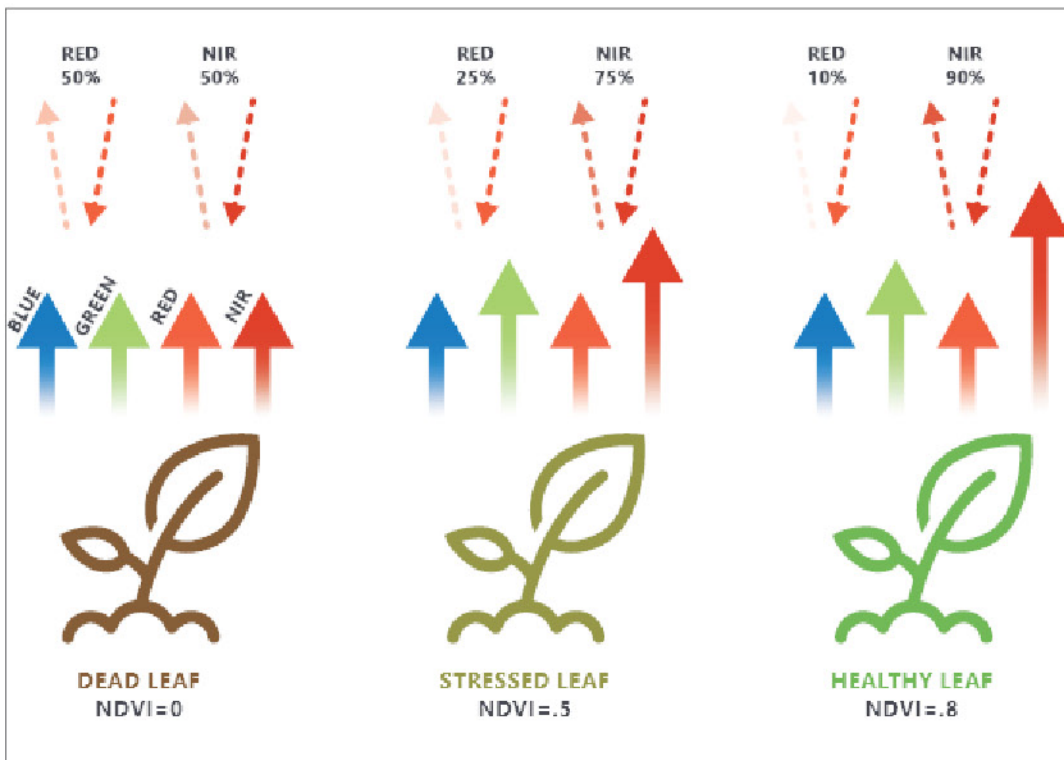 RED
50%
NIR
50%
RED
25%
NIR
75%
RED
10%
NIR
90%
BLUE
GREEN
RED
NIR
DEAD LEAF
NDVI=0
STRESSED LEAF
NDVI=.5
HEALTHY LEAF
NDVI=.8